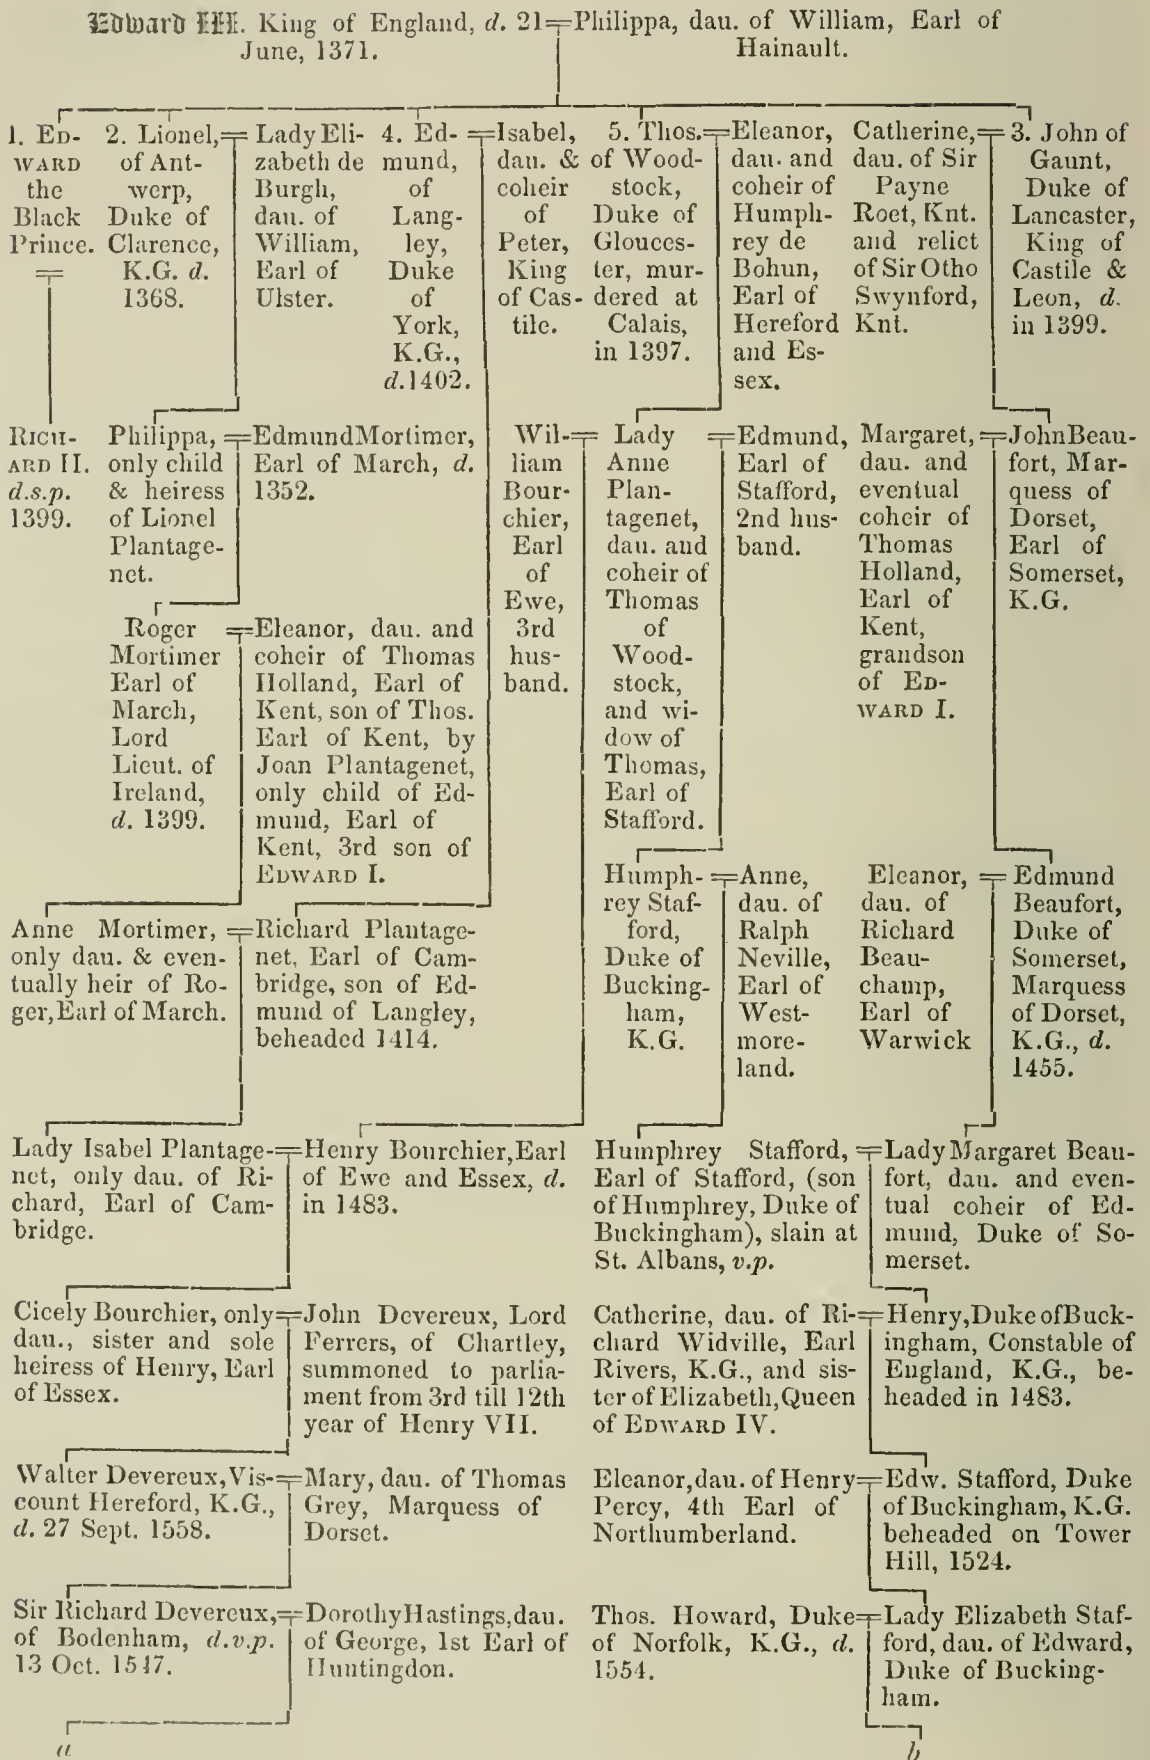 Edward III. King of England, d. 21
June, 1371.
Philippa, dau. of William, Earl of
Hainault.
1. ED-
WARD
the
Black
Prince.
2. Lionel,
of Ant-
werp,
Duke of
Clarence,
K.G. d.
1368.
Lady Eli-
zabeth de
Burgh,
dau. of
William,
Earl of
Ulster.
4. Ed-
mund,
of
Lang-
ley,
Duke
of
York,
K.G.,
d. 1402.
Isabel,
dau. &
coheir
of
Peter,
King
of Cas-
tile.
5. Thos.
of Wood-
stock,
Duke of
Glouces-
ter, mur-
dered at
Calais,
in 1397.
Eleanor,
dau. and
coheir of
Humph-
rey de
Bohun,
Earl of
Hereford
and Es-
sex.
Catherine,
dau. of Sir
Payne
Roet, Knt.
and relict
of Sir Otho
Swynford,
Knt.
3. John of
Gaunt,
Duke of
Lancaster,
King of
Castile &
Leon, d.
in 1399.
RICH-
ARD II.
d.s.p.
1399.
Philippa,
only child
& heiress
of Lionel
Plantage-
net.
Edmund Mortimer,
Earl of March, d.
1352.
Wil-
liam
Bour-
chier,
Earl
of
Ewe,
3rd
hus-
band.
Lady
Anne
Plan-
tagenet,
dau. and
coheir of
Thomas
of
Wood-
stock,
and wi-
dow of
Thomas,
Earl of
Stafford.
Edmund,
Earl of
Stafford,
2nd hus-
band.
Margaret,
dau. and
eventual
coheir of
Thomas
Holland,
Earl of
Kent,
grandson
of ED-
WARD I.
John Beau-
fort, Mar-
quess of
Dorset,
Earl of
Somerset,
K.G.
Roger
Mortimer
Earl of
March,
Lord
Lieut. of
Ireland,
d. 1399.
Eleanor, dau. and
coheir of Thomas
Holland, Earl of
Kent, son of Thos.
Earl of Kent, by
Joan Plantagenet,
only child of Ed-
mund, Earl of
Kent, 3rd son of
EDWARD I.
Humph-
rey Staf-
ford,
Duke of
Bucking-
ham,
K.G.
Anne,
dau. of
Ralph
Neville,
Earl of
West-
more-
land.
Eleanor,
dau. of
Richard
Beau-
champ,
Earl of
Warwick
Edmund
Beaufort,
Duke of
Somerset,
Marquess
of Dorset,
K.G., d.
1455.
Anne Mortimer,
only dau. & even-
tually heir of Ro-
ger, Earl of March.
Richard Plantage-
net, Earl of Cam-
bridge, son of Ed-
mund of Langley,
beheaded 1414.
Lady Isabel Plantage-
net, only dau. of Ri-
chard, Earl of Cam-
bridge.
Henry Bourchier, Earl
of Ewe and Essex, d.
in 1483.
Humphrey Stafford,
Earl of Stafford, (son
of Humphrey, Duke of
Buckingham), slain at
St. Albans, v.p.
Lady Margaret Beau-
fort, dau. and even-
tual coheir of Ed-
mund, Duke of So-
merset.
Cicely Bourchier, only
dau., sister and sole
heiress of Henry, Earl
of Essex.
John Devereux, Lord
Ferrers, of Chartley,
summoned to parlia-
ment from 3rd till 12th
year of Henry VII.
Catherine, dau. of Ri-
chard Widville, Earl
Rivers, K.G., and sis-
ter of Elizabeth, Queen
of EDWARD IV.
Henry, Duke of Buck-
ingham, Constable of
England, K.G., be-
headed in 1483.
Walter Devereux, Vis-
count Hereford, K.G.,
d. 27 Sept. 1558.
Mary, dau. of Thomas
Grey, Marquess of
Dorset.
Eleanor, dau. of Henry
Percy, 4th Earl of
Northumberland.
Edw. Stafford, Duke
of Buckingham, K.G.
beheaded on Tower
Hill, 1524.
Sir Richard Devereux,
of Bodenham, d.v.p.
13 Oct. 1547.
Dorothy Hastings, dau.
of George, 1st Earl of
Huntingdon.
Thos. Howard, Duke
of Norfolk, K.G., d.
1554.
Lady Elizabeth Staf-
ford, dau. of Edward,
Duke of Bucking-
ham.
a
b